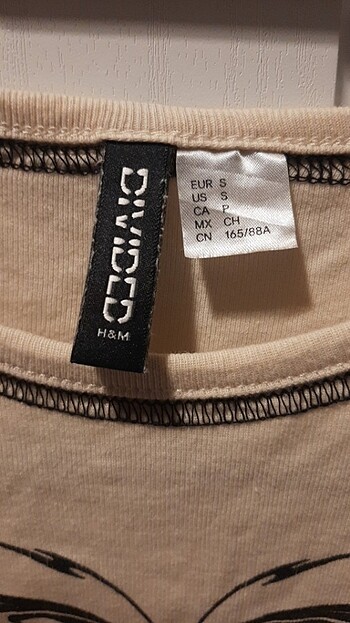 DIVIDED
H&M
EUR S
US S
CA P
MX CH
CN 165/88A